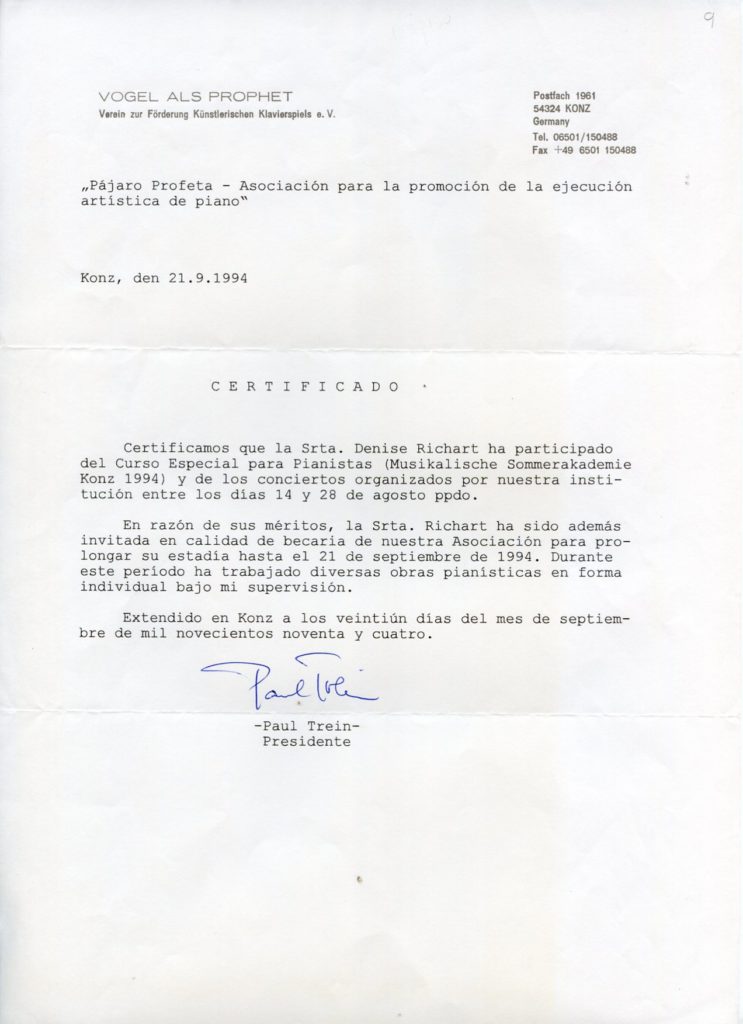 9
VOGEL ALS PROPHET
Verein zur Förderung Künstlerischen Klavierspiels e. V.
Postfach 1961
54324 KONZ
Germany
Tel. 06501/150488
Fax +49 6501 150488
„Pájaro Profeta - Asociación para la promoción de la ejecución
artística de piano"
Konz, den 21.9.1994
C E R T I F I C A D O
Certificamos que la Srta. Denise Richart ha participado
del Curso Especial para Pianistas (Musikalische Sommerakademie
Konz 1994) y de los conciertos organizados por nuestra insti-
tución entre los días 14 y 28 de agosto ppdo.
En razón de sus méritos, la Srta. Richart ha sido además
invitada en calidad de becaria de nuestra Asociación para pro-
longar su estadía hasta el 21 de septiembre de 1994. Durante
este período ha trabajado diversas obras pianísticas en forma
individual bajo mi supervisión.
Extendido en Konz a los veintiún días del mes de septiem-
bre de mil novecientos noventa y cuatro.
Paul Trein
-Paul Trein-
Presidente